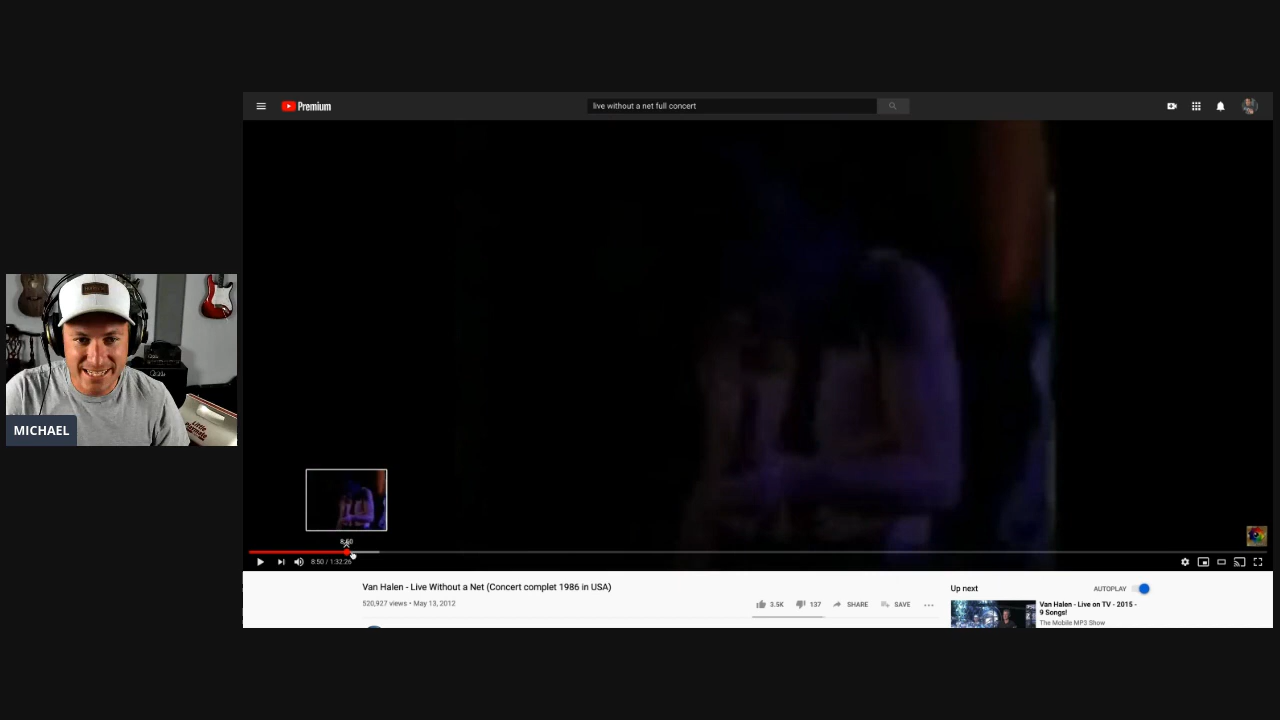 Premium
live without a net full concert
MICHAEL
8:50
8:50 / 1:32:26
Van Halen - Live Without a Net (Concert complet 1986 in USA)
520,927 views • May 13, 2012
3.5K
137
SHARE
SAVE
Up next
AUTOPLAY
Van Halen - Live on TV - 2015 -
9 Songs!
The Mobile MP3 Show